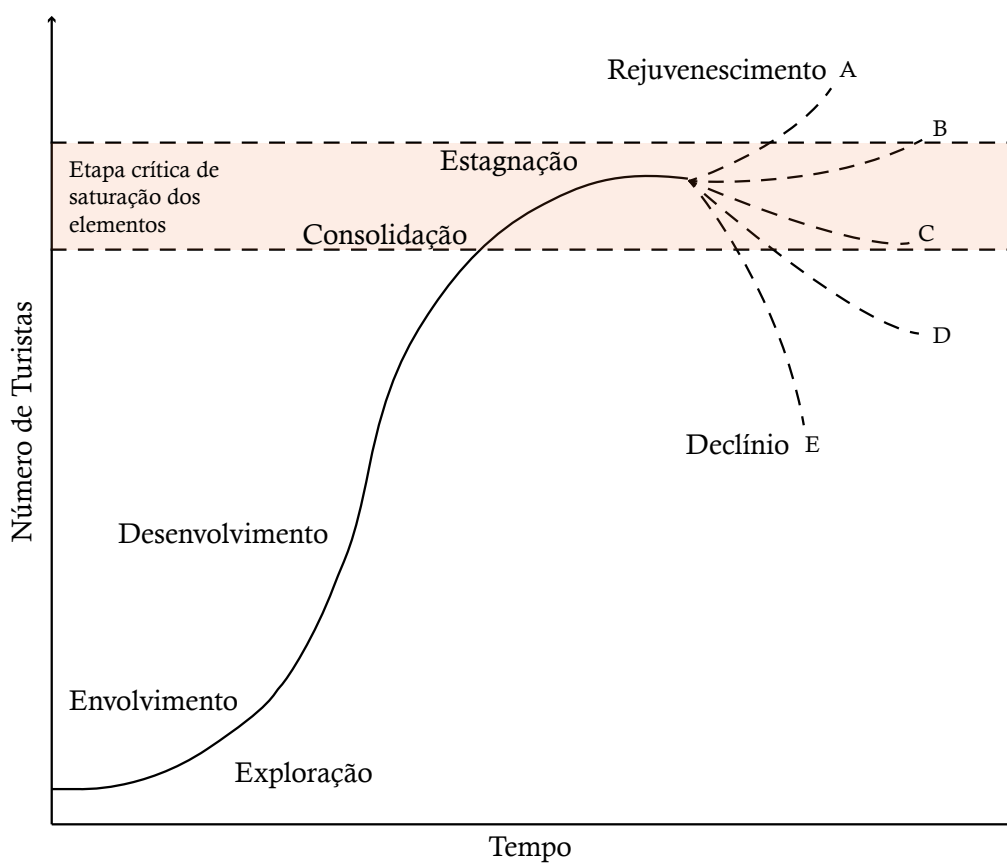 Rejuvenescimento A
B
Etapa crítica de
saturação dos
elementos
Estagnação
Consolidação
C
D
Declínio E
Número de Turistas
Desenvolvimento
Envolvimento
Exploração
Tempo